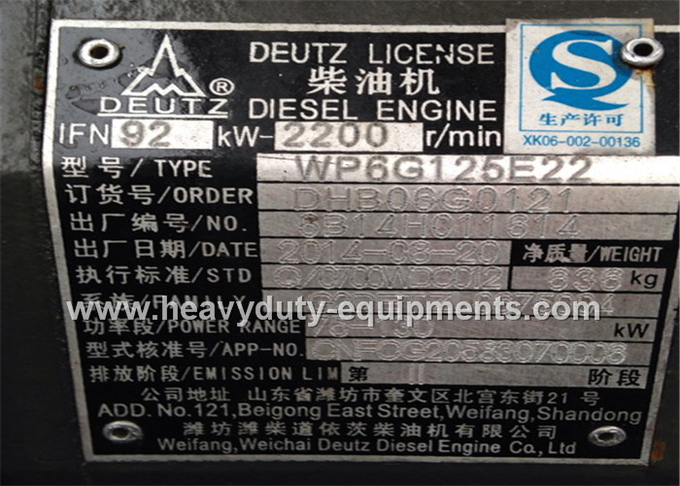 DEUTZ LICENSE
柴油机
DEUTZ® DIESEL ENGINE
生产许可
XK06-002-00136
IFN 92 kW-2200 r/min
型号/TYPE WP6G125E22
订货号/ORDER DHB06G0121
出厂编号/NO. 6B14H011614
出厂日期/DATE 2014-08-20 净质量/WEIGHT
执行标准/STD kg
www.heavyduty-equipments.com
功率段/POWER RANGE kW
型式核准号/APP-NO.
排放阶段/EMISSION LIM 第 II 阶段
公司地址 山东省潍坊市奎文区北宫东街21号
ADD. No.121,Beigong East Street,Weifang,Shandong
潍坊潍柴道依茨柴油机有限公司
Weifang,Weichai Deutz Diesel Engine Co,.Ltd